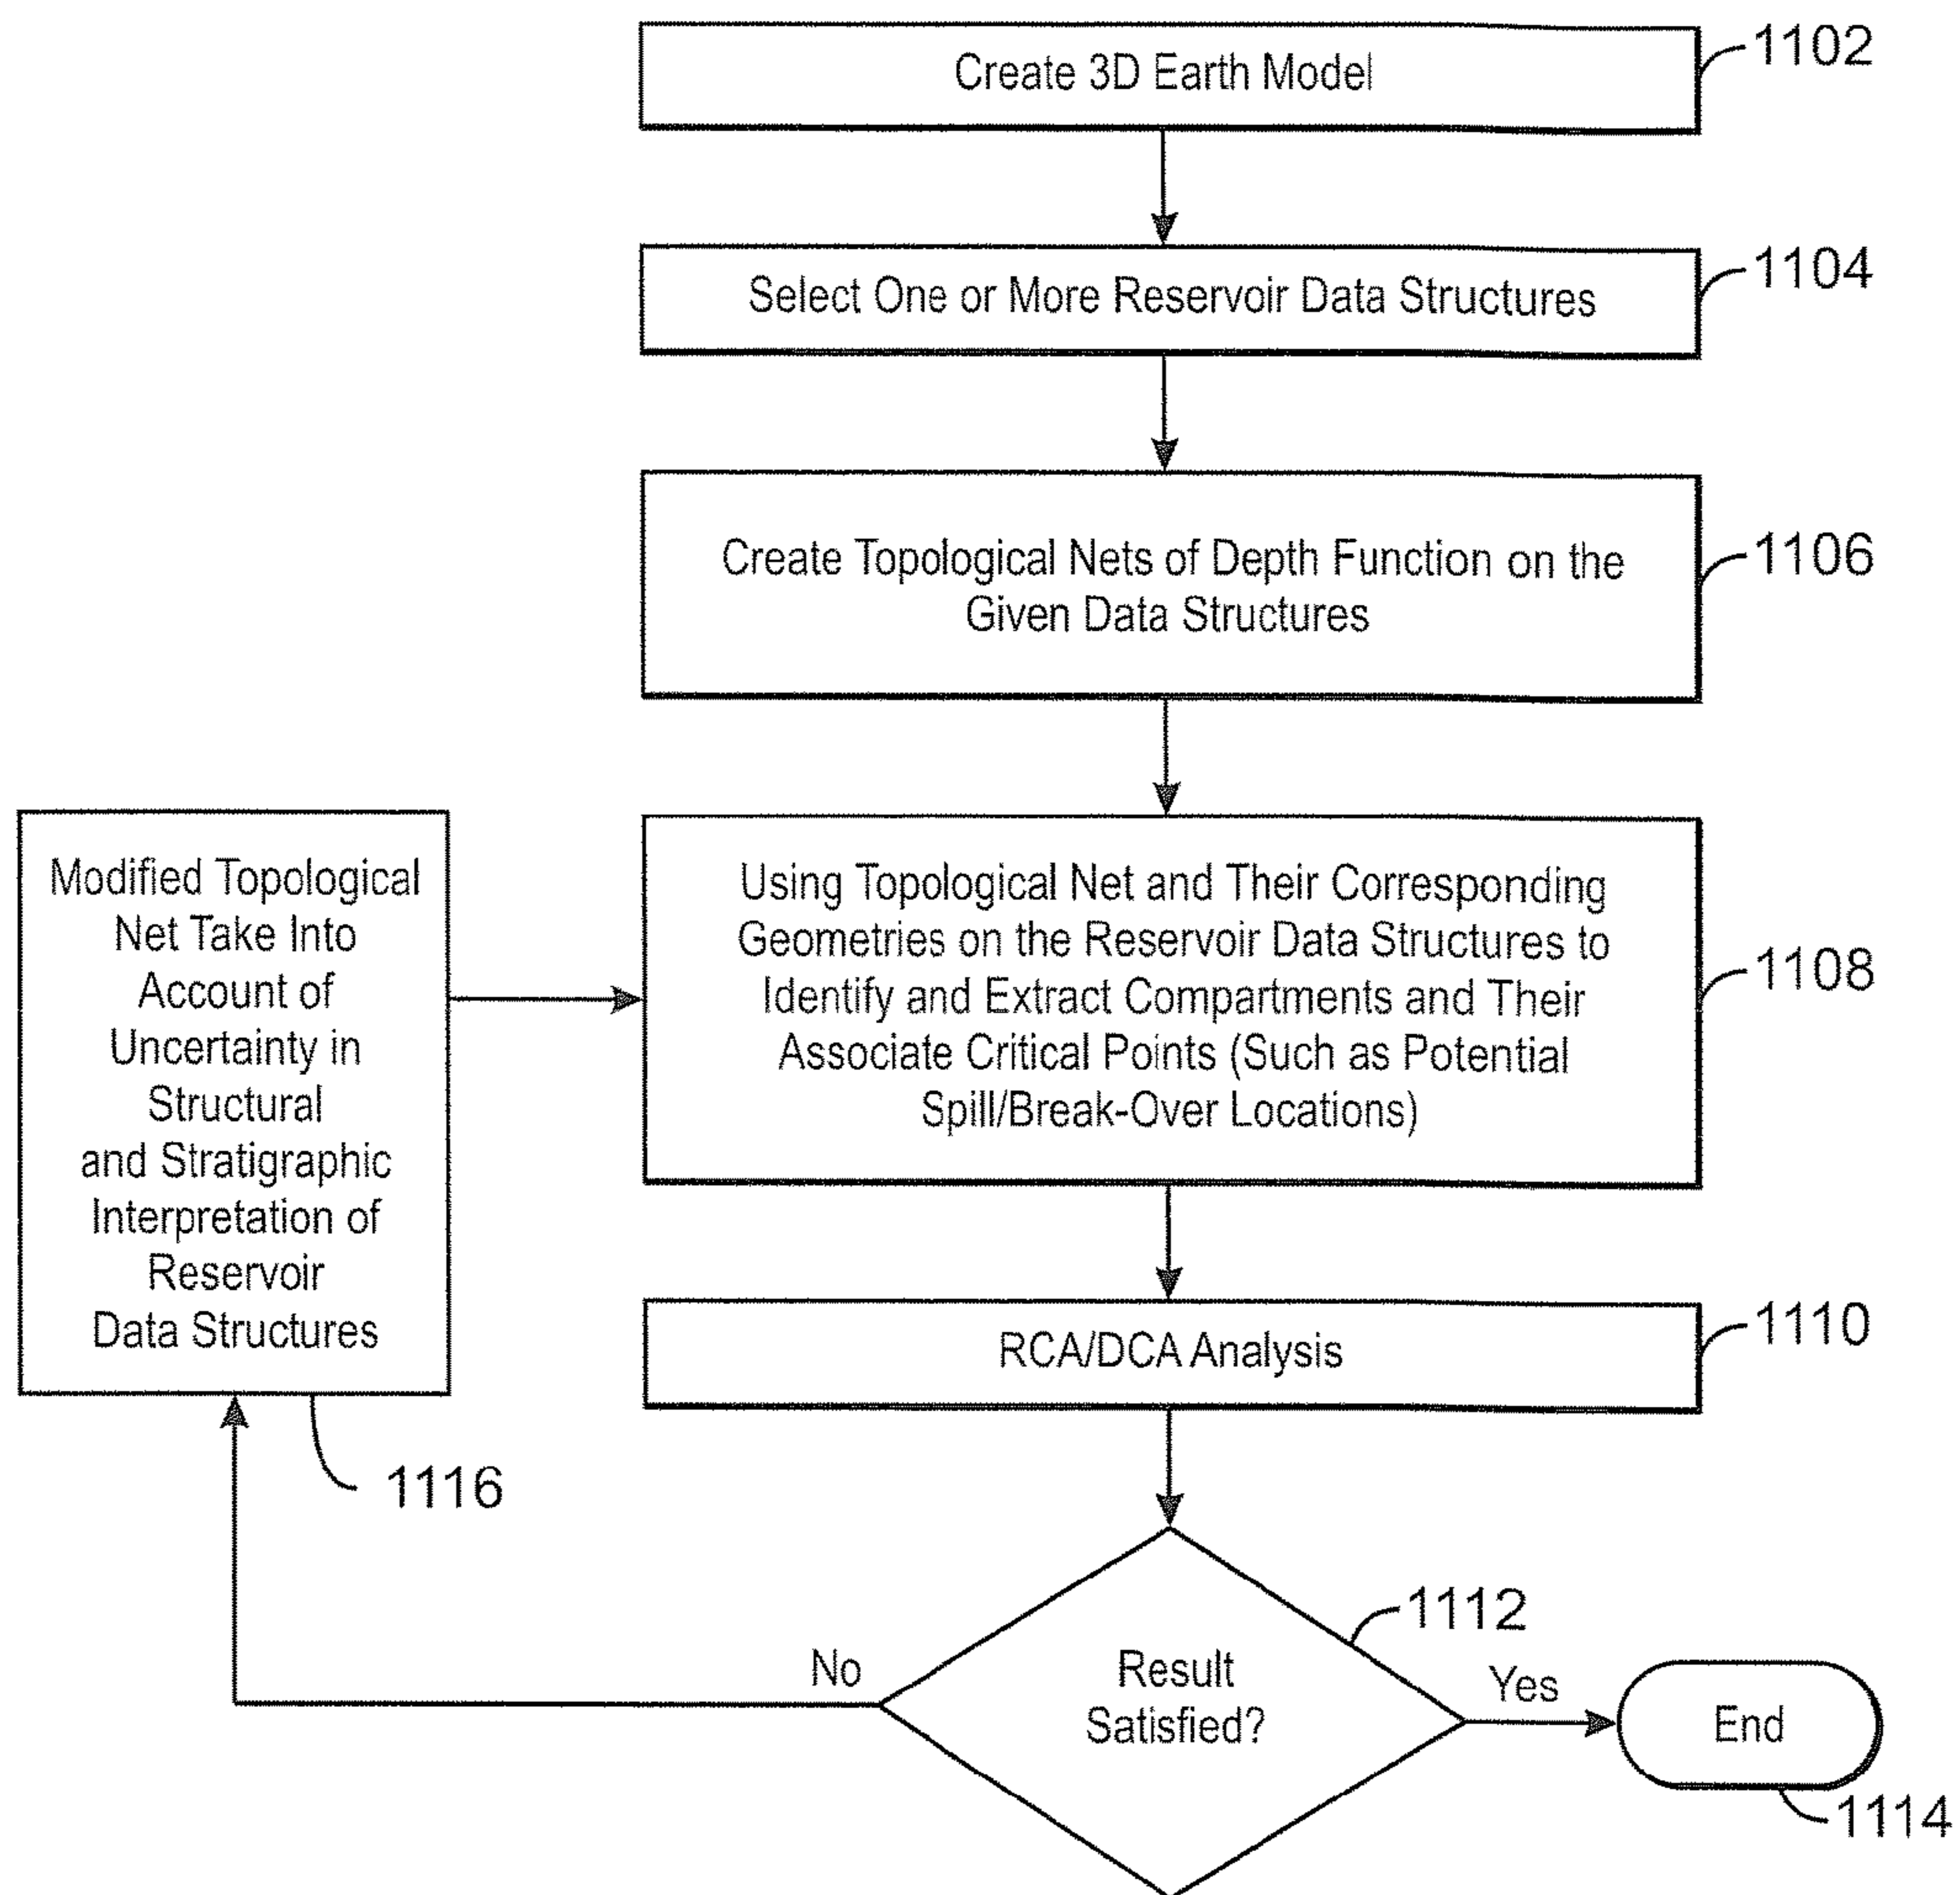 Create 3D Earth Model
1102
Select One or More Reservoir Data Structures
1104
Create Topological Nets of Depth Function on the
Given Data Structures
1106
Modified Topological
Net Take Into
Account of
Uncertainty in
Structural
and Stratigraphic
Interpretation of
Reservoir
Data Structures
1116
Using Topological Net and Their Corresponding
Geometries on the Reservoir Data Structures to
Identify and Extract Compartments and Their
Associate Critical Points (Such as Potential
Spill/Break-Over Locations)
1108
RCA/DCA Analysis
1110
Result
Satisfied?
1112
No
Yes
End
1114